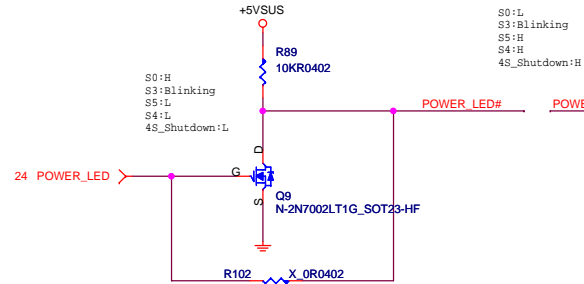 +5VSUS
S0:L
S3:Blinking
S5:H
S4:H
4S_Shutdown:H
R89
10KR0402
S0:H
S3:Blinking
S5:L
S4:L
4S_Shutdown:L
POWER_LED#
POWE
D
24 POWER_LED
G
S
Q9
N-2N7002LT1G_SOT23-HF
R102 X_0R0402